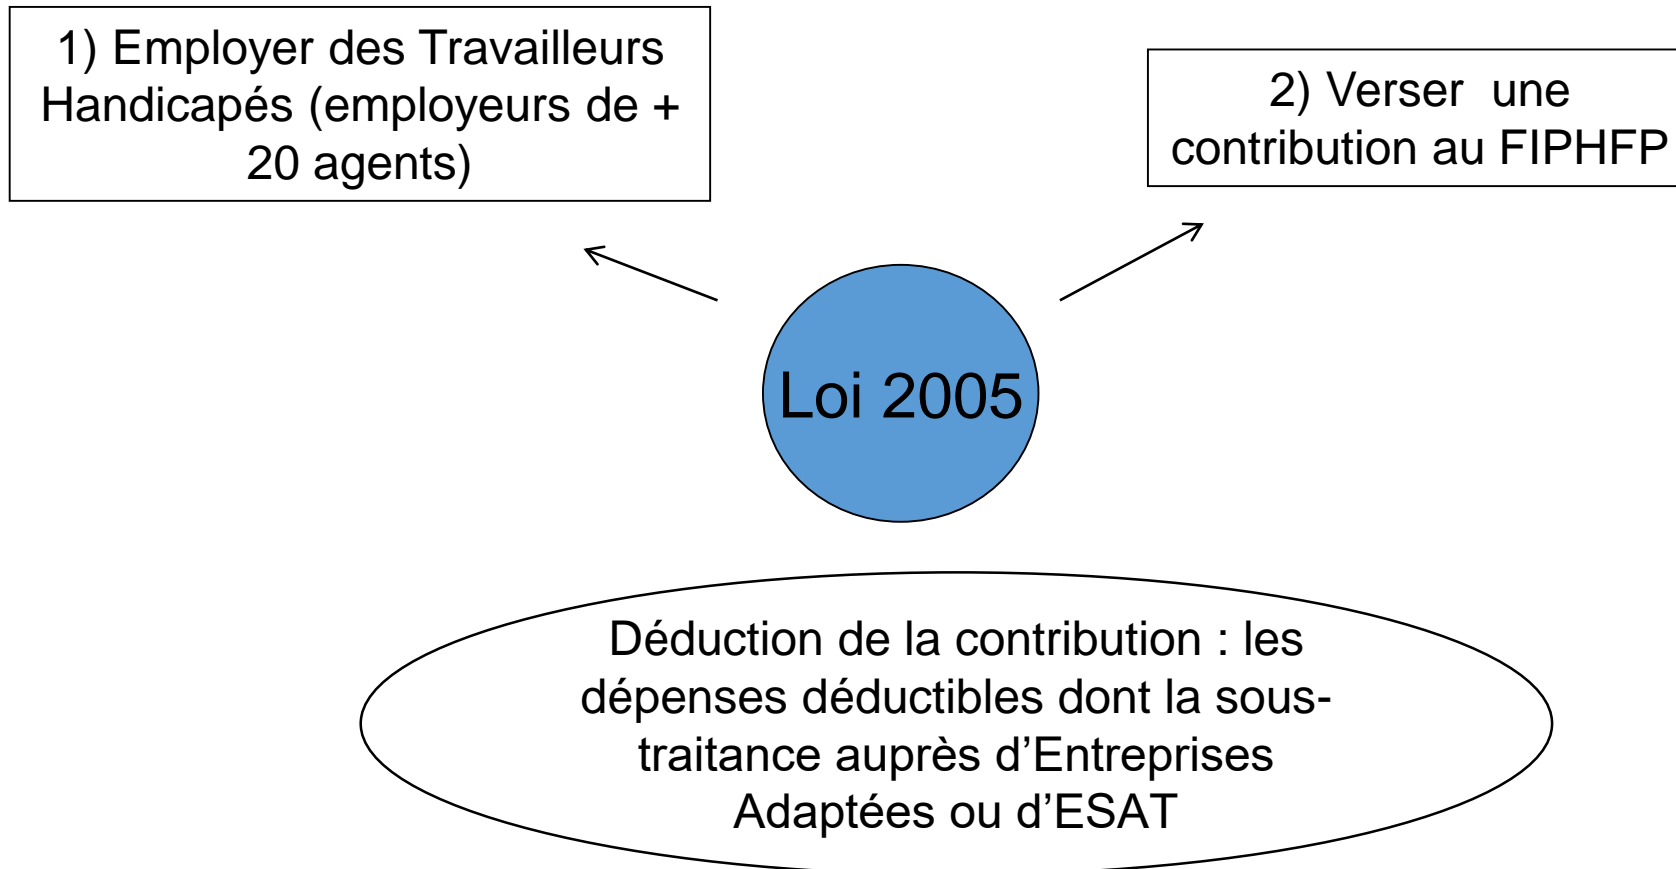 1) Employer des Travailleurs
Handicapés (employeurs de +
20 agents)
2) Verser  une
contribution au FIPHFP
Loi 2005
Déduction de la contribution : les
dépenses déductibles dont la sous-
traitance auprès d’Entreprises
Adaptées ou d’ESAT